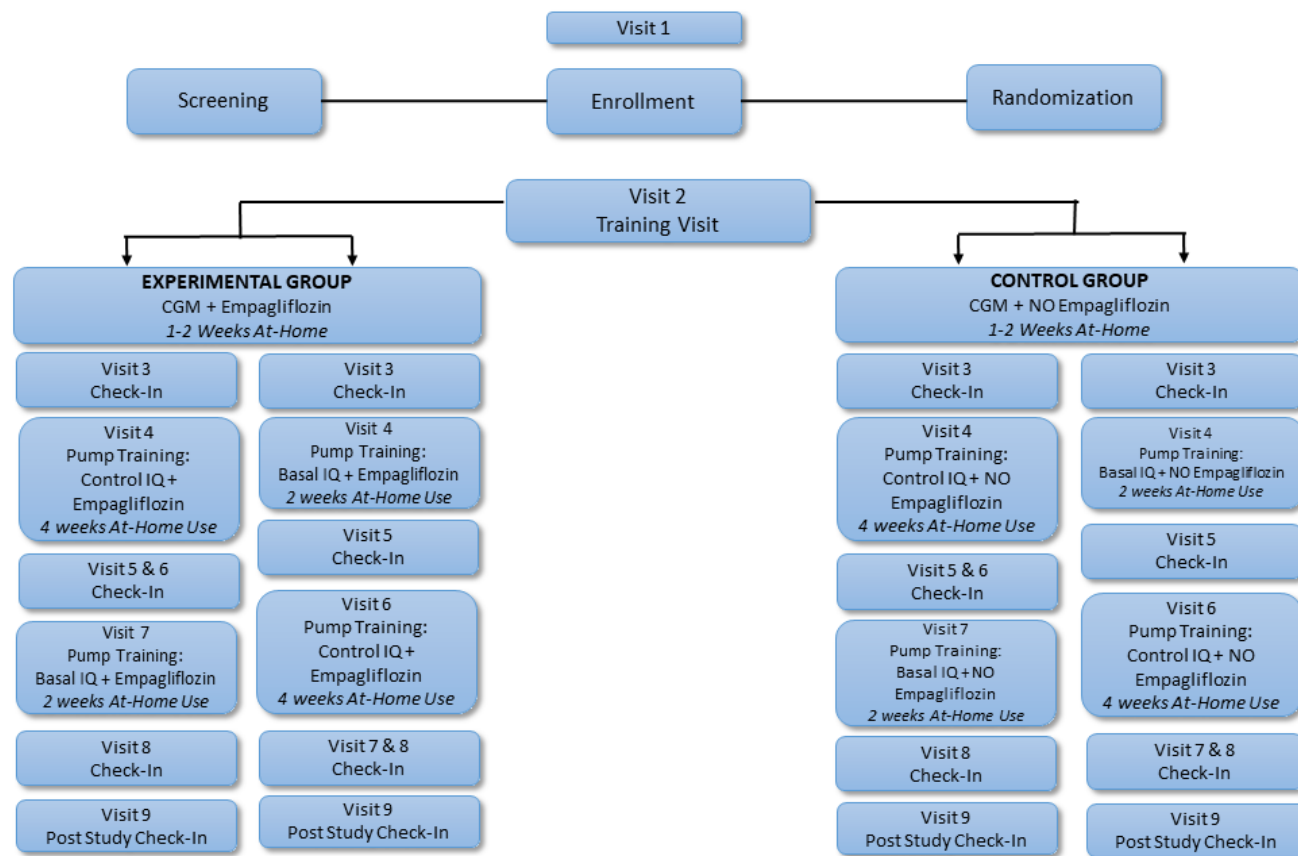 Visit 1
Screening
Enrollment
Randomization
Visit 2
Training Visit
EXPERIMENTAL GROUP
CGM + Empagliflozin
1-2 Weeks At-Home
Visit 3
Check-In
Visit 4
Pump Training:
Control IQ +
Empagliflozin
4 weeks At-Home Use
Visit 5 & 6
Check-In
Visit 7
Pump Training:
Basal IQ + Empagliflozin
2 weeks At-Home Use
Visit 8
Check-In
Visit 9
Post Study Check-In
Visit 3
Check-In
Visit 4
Pump Training:
Basal IQ + Empagliflozin
2 weeks At-Home Use
Visit 5
Check-In
Visit 6
Pump Training:
Control IQ +
Empagliflozin
4 weeks At-Home Use
Visit 7 & 8
Check-In
Visit 9
Post Study Check-In
CONTROL GROUP
CGM + NO Empagliflozin
1-2 Weeks At-Home
Visit 3
Check-In
Visit 4
Pump Training:
Control IQ + NO
Empagliflozin
4 weeks At-Home Use
Visit 5 & 6
Check-In
Visit 7
Pump Training:
Basal IQ + NO
Empagliflozin
2 weeks At-Home Use
Visit 8
Check-In
Visit 9
Post Study Check-In
Visit 3
Check-In
Visit 4
Pump Training:
Basal IQ + NO Empagliflozin
2 weeks At-Home Use
Visit 5
Check-In
Visit 6
Pump Training:
Control IQ + NO
Empagliflozin
4 weeks At-Home Use
Visit 7 & 8
Check-In
Visit 9
Post Study Check-In